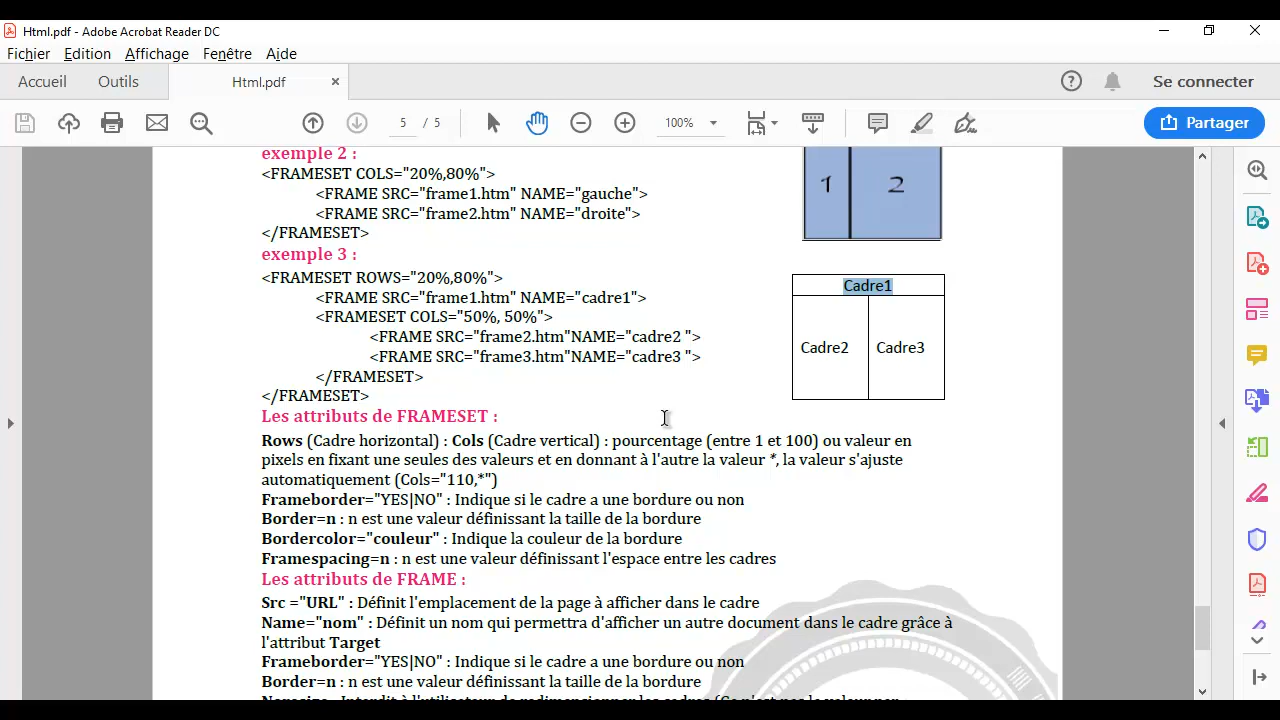 Html.pdf - Adobe Acrobat Reader DC
Fichier Edition Affichage Fenêtre Aide
Accueil Outils Html.pdf × ? Se connecter
5 / 5 100% Partager
exemple 2 :
<FRAMESET COLS="20%,80%">
<FRAME SRC="frame1.htm" NAME="gauche">
<FRAME SRC="frame2.htm" NAME="droite">
</FRAMESET>
1 2
exemple 3 :
<FRAMESET ROWS="20%,80%">
<FRAME SRC="frame1.htm" NAME="cadre1">
<FRAMESET COLS="50%, 50%">
<FRAME SRC="frame2.htm"NAME="cadre2 ">
<FRAME SRC="frame3.htm"NAME="cadre3 ">
</FRAMESET>
</FRAMESET>
Cadre1
Cadre2 Cadre3
Les attributs de FRAMESET :
Rows (Cadre horizontal) : Cols (Cadre vertical) : pourcentage (entre 1 et 100) ou valeur en
pixels en fixant une seules des valeurs et en donnant à l'autre la valeur *, la valeur s'ajuste
automatiquement (Cols="110,*")
Frameborder="YES|NO" : Indique si le cadre a une bordure ou non
Border=n : n est une valeur définissant la taille de la bordure
Bordercolor="couleur" : Indique la couleur de la bordure
Framespacing=n : n est une valeur définissant l'espace entre les cadres
Les attributs de FRAME :
Src ="URL" : Définit l'emplacement de la page à afficher dans le cadre
Name="nom" : Définit un nom qui permettra d'afficher un autre document dans le cadre grâce à
l'attribut Target
Frameborder="YES|NO" : Indique si le cadre a une bordure ou non
Border=n : n est une valeur définissant la taille de la bordure